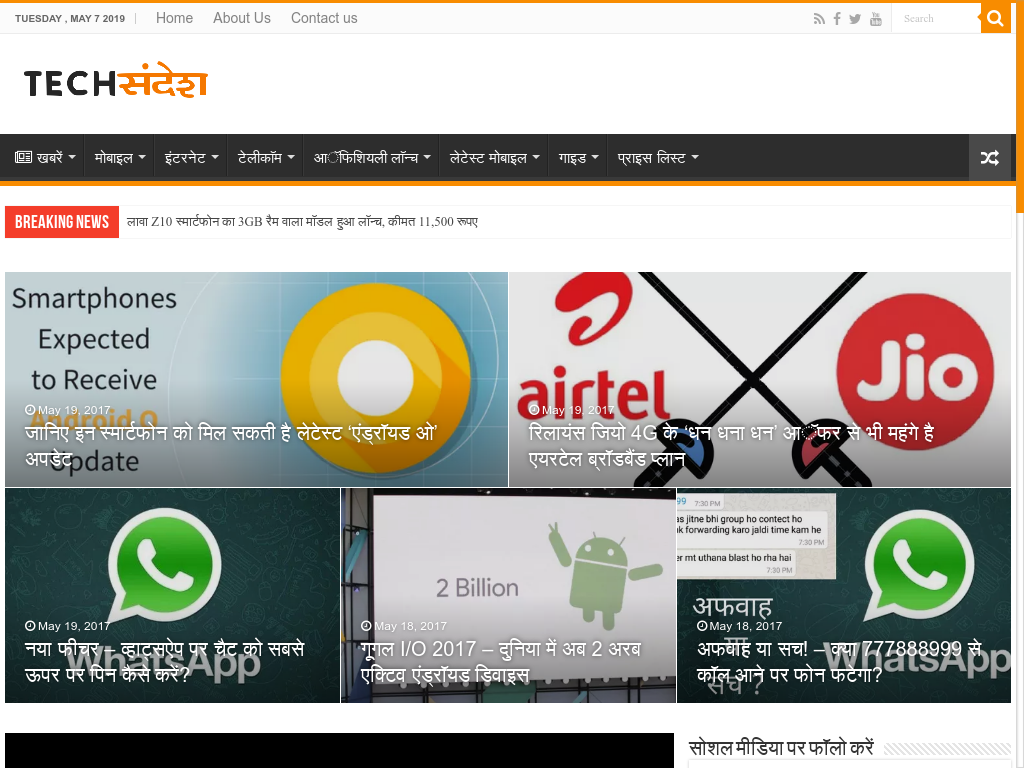 TUESDAY , MAY 7 2019
Home
About Us
Contact us
Search
TECHसंदेश
खबरें
मोबाइल
इंटरनेट
टेलीकॉम
आॅफिशियली लॉन्च
लेटेस्ट मोबाइल
गाइड
प्राइस लिस्ट
BREAKING NEWS
लावा Z10 स्मार्टफोन का 3GB रैम वाला मॉडल हुआ लॉन्च, कीमत 11,500 रूपए
Smartphones
Expected
to Receive
Android O
Update
May 19, 2017
जानिए इन स्मार्टफोन को मिल सकती है लेटेस्ट ‘एंड्रॉयड ओ’
अपडेट
airtel
Jio
May 19, 2017
रिलायंस जियो 4G के ‘धन धना धन’ आॅफर से भी महंगे है
एयरटेल ब्रॉडबैंड प्लान
WhatsApp
May 19, 2017
नया फीचर – व्हाट्सऐप पर चैट को सबसे
ऊपर पर पिन कैसे करें?
2 Billion
May 18, 2017
गूगल I/O 2017 – दुनिया में अब 2 अरब
एक्टिव एंड्रॉयड डिवाइस
99 7:30 PM
as jitne bhi group ho contect ho
forwarding karo jaldi time kam he
7:30 PM
er mt uthana blast ho rha hai
7:30 PM
अफवाह
या
सच ?
WhatsApp
May 18, 2017
अफवाह या सच! – क्या 777888999 से
कॉल आने पर फोन फटेगा?
सोशल मीडिया पर फॉलो करें